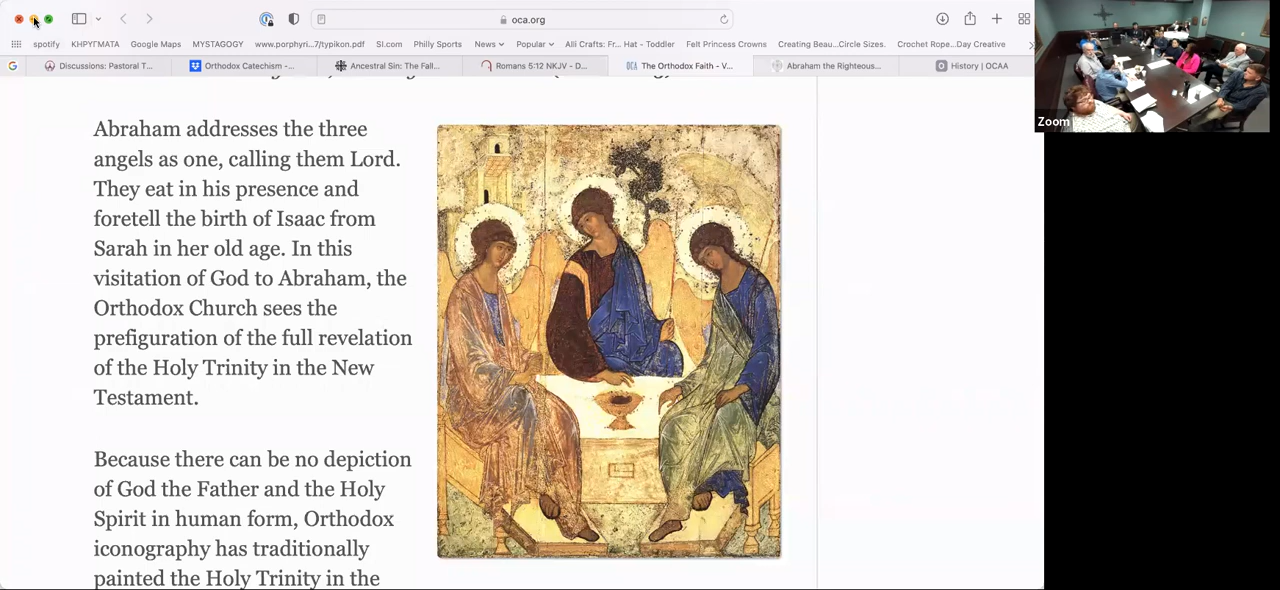 oca.org
spotify ΚΗΡΥΓΜΑΤΑ Google Maps MYSTAGOGY www.porphyri...7/typikon.pdf SI.com Philly Sports News Popular Alli Crafts: Fr... Hat - Toddler Felt Princess Crowns Creating Beau...Circle Sizes. Crochet Rope...Day Creative
Discussions: Pastoral T... Orthodox Catechism -... Ancestral Sin: The Fall... Romans 5:12 NKJV - D... OCA The Orthodox Faith - V... Abraham the Righteous... History | OCAA
Zoom
Abraham addresses the three
angels as one, calling them Lord.
They eat in his presence and
foretell the birth of Isaac from
Sarah in her old age. In this
visitation of God to Abraham, the
Orthodox Church sees the
prefiguration of the full revelation
of the Holy Trinity in the New
Testament.
Because there can be no depiction
of God the Father and the Holy
Spirit in human form, Orthodox
iconography has traditionally
painted the Holy Trinity in the